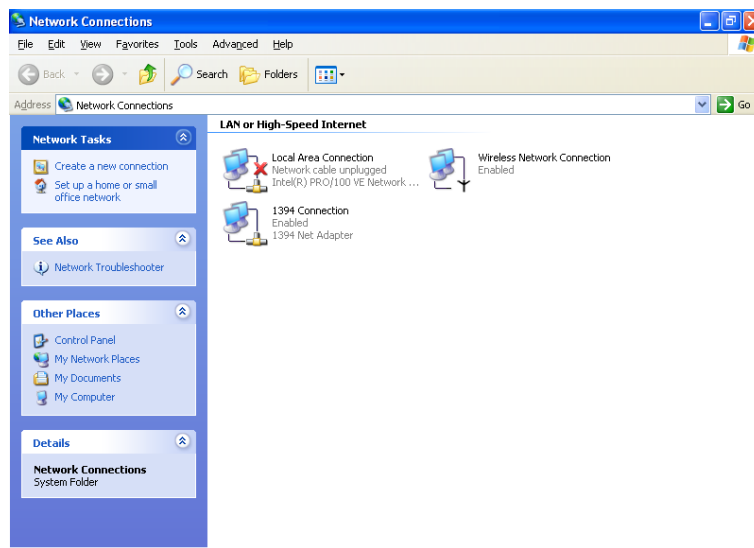 Network Connections
File Edit View Favorites Tools Advanced Help
Back Search Folders
Address Network Connections Go
Network Tasks
Create a new connection
Set up a home or small
office network
See Also
Network Troubleshooter
Other Places
Control Panel
My Network Places
My Documents
My Computer
Details
Network Connections
System Folder
LAN or High-Speed Internet
Local Area Connection
Network cable unplugged
Intel(R) PRO/100 VE Network ...
Wireless Network Connection
Enabled
1394 Connection
Enabled
1394 Net Adapter